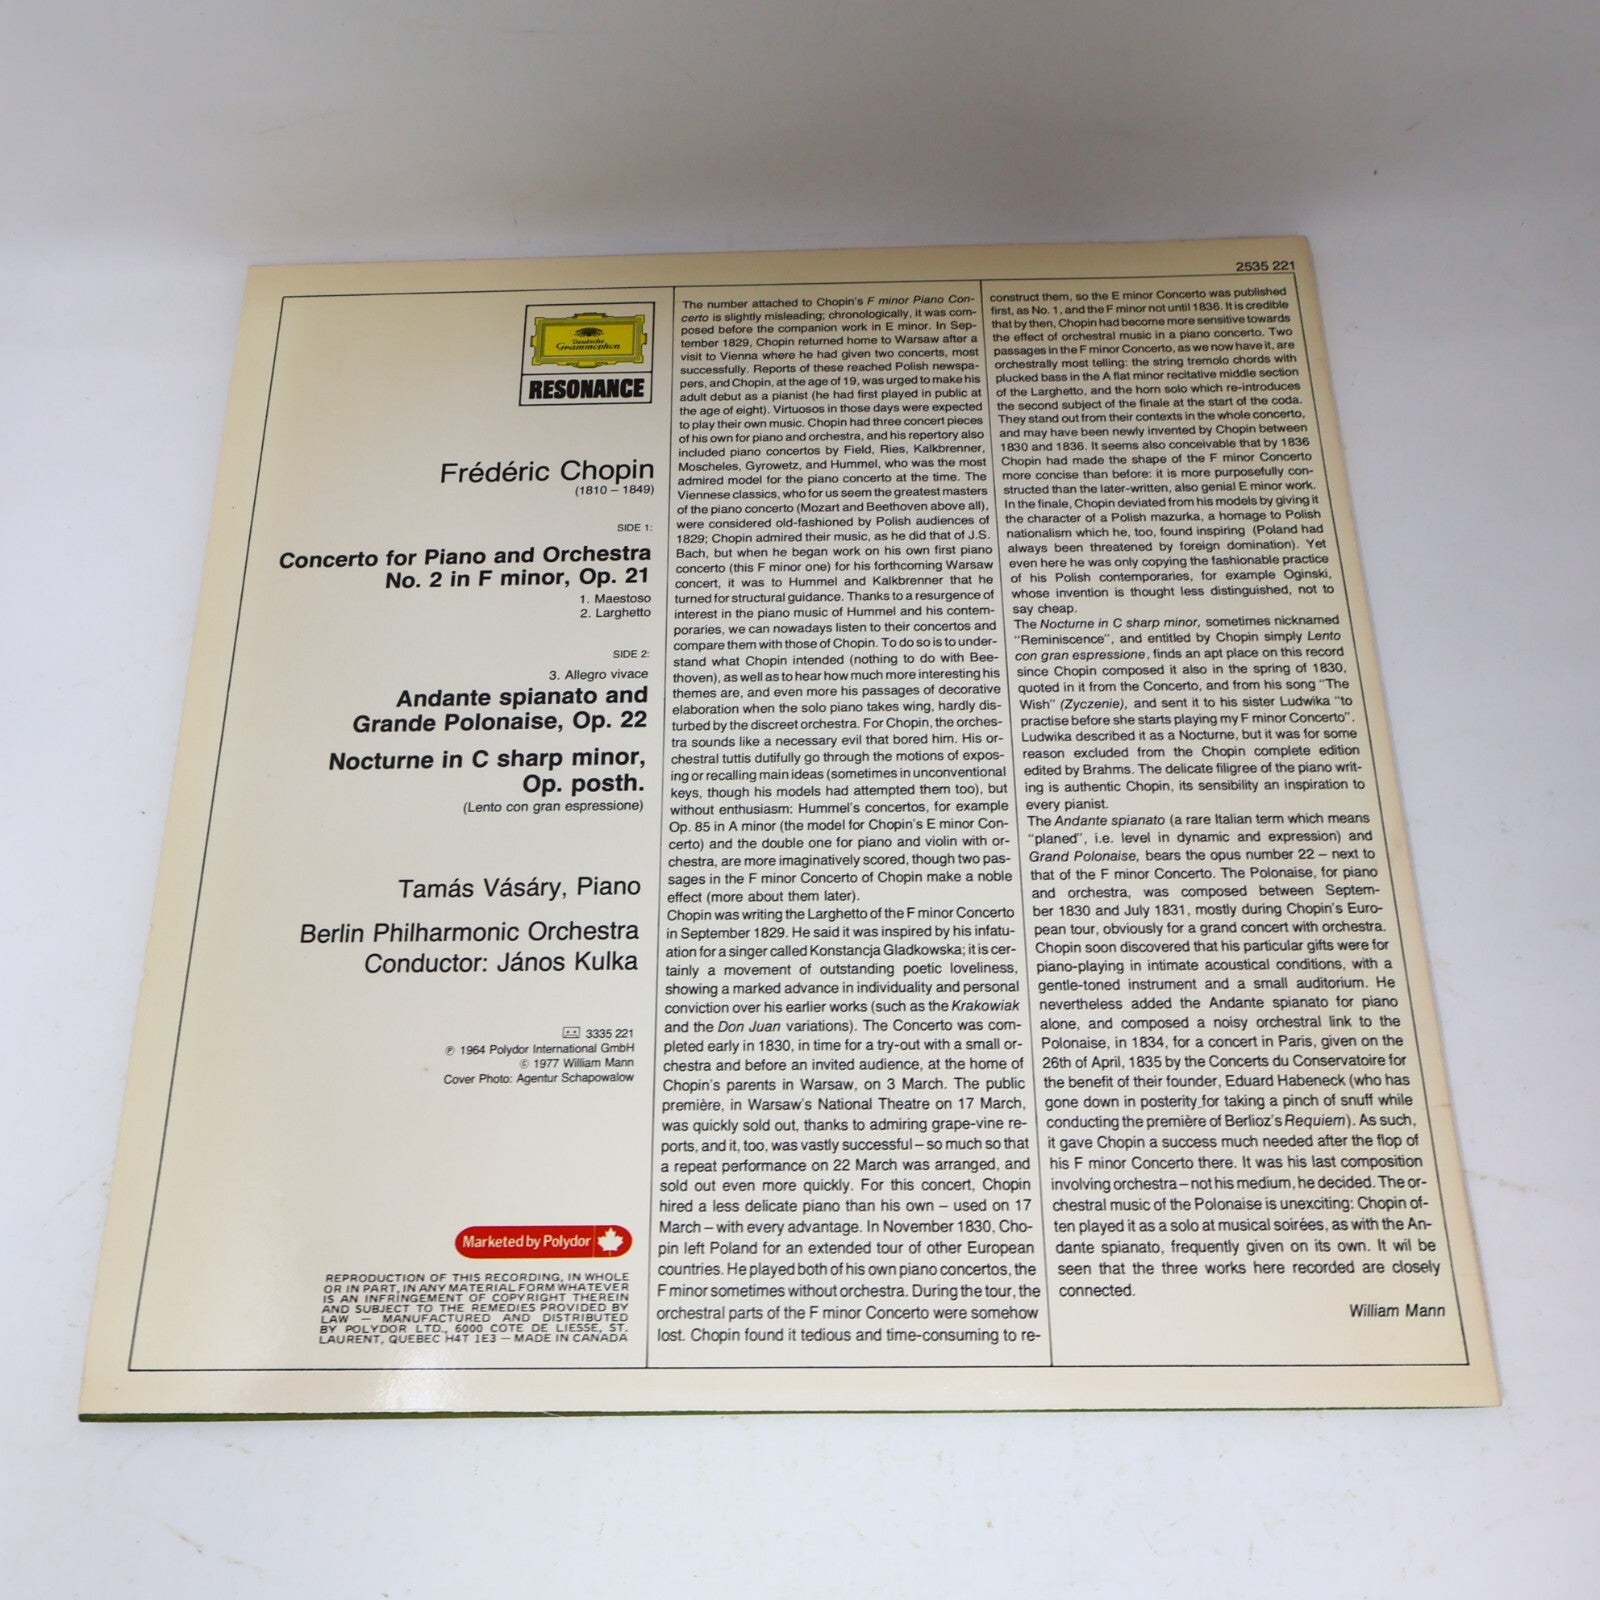 2535 221
Deutsche
Grammophon
RESONANCE
Frédéric Chopin
(1810 – 1849)
SIDE 1:
Concerto for Piano and Orchestra
No. 2 in F minor, Op. 21
1. Maestoso
2. Larghetto
SIDE 2:
3. Allegro vivace
Andante spianato and
Grande Polonaise, Op. 22
Nocturne in C sharp minor,
Op. posth.
(Lento con gran espressione)
Tamás Vásáry, Piano
Berlin Philharmonic Orchestra
Conductor: János Kulka
3335 221
℗ 1964 Polydor International GmbH
© 1977 William Mann
Cover Photo: Agentur Schapowalow
Marketed by Polydor
REPRODUCTION OF THIS RECORDING, IN WHOLE
OR IN PART, IN ANY MATERIAL FORM WHATEVER
IS AN INFRINGEMENT OF COPYRIGHT THEREIN
AND SUBJECT TO THE REMEDIES PROVIDED BY
LAW — MANUFACTURED AND DISTRIBUTED
BY POLYDOR LTD., 6000 COTE DE LIESSE, ST.
LAURENT, QUEBEC H4T 1E3 — MADE IN CANADA
The number attached to Chopin's F minor Piano Con-
certo is slightly misleading; chronologically, it was com-
posed before the companion work in E minor. In Sep-
tember 1829, Chopin returned home to Warsaw after a
visit to Vienna where he had given two concerts, most
successfully. Reports of these reached Polish newspa-
pers, and Chopin, at the age of 19, was urged to make his
adult debut as a pianist (he had first played in public at
the age of eight). Virtuosos in those days were expected
to play their own music. Chopin had three concert pieces
of his own for piano and orchestra, and his repertory also
included piano concertos by Field, Ries, Kalkbrenner,
Moscheles, Gyrowetz, and Hummel, who was the most
admired model for the piano concerto at the time. The
Viennese classics, who for us seem the greatest masters
of the piano concerto (Mozart and Beethoven above all),
were considered old-fashioned by Polish audiences of
1829; Chopin admired their music, as he did that of J.S.
Bach, but when he began work on his own first piano
concerto (this F minor one) for his forthcoming Warsaw
concert, it was to Hummel and Kalkbrenner that he
turned for structural guidance. Thanks to a resurgence of
interest in the piano music of Hummel and his contem-
poraries, we can nowadays listen to their concertos and
compare them with those of Chopin. To do so is to under-
stand what Chopin intended (nothing to do with Bee-
thoven), as well as to hear how much more interesting his
themes are, and even more his passages of decorative
elaboration when the solo piano takes wing, hardly dis-
turbed by the discreet orchestra. For Chopin, the orches-
tra sounds like a necessary evil that bored him. His or-
chestral tuttis dutifully go through the motions of expos-
ing or recalling main ideas (sometimes in unconventional
keys, though his models had attempted them too), but
without enthusiasm: Hummel's concertos, for example
Op. 85 in A minor (the model for Chopin's E minor Con-
certo) and the double one for piano and violin with or-
chestra, are more imaginatively scored, though two pas-
sages in the F minor Concerto of Chopin make a noble
effect (more about them later).
Chopin was writing the Larghetto of the F minor Concerto
in September 1829. He said it was inspired by his infatu-
ation for a singer called Konstancja Gladkowska; it is cer-
tainly a movement of outstanding poetic loveliness,
showing a marked advance in individuality and personal
conviction over his earlier works (such as the Krakowiak
and the Don Juan variations). The Concerto was com-
pleted early in 1830, in time for a try-out with a small or-
chestra and before an invited audience, at the home of
Chopin's parents in Warsaw, on 3 March. The public
première, in Warsaw's National Theatre on 17 March,
was quickly sold out, thanks to admiring grape-vine re-
ports, and it, too, was vastly successful – so much so that
a repeat performance on 22 March was arranged, and
sold out even more quickly. For this concert, Chopin
hired a less delicate piano than his own – used on 17
March – with every advantage. In November 1830, Cho-
pin left Poland for an extended tour of other European
countries. He played both of his own piano concertos, the
F minor sometimes without orchestra. During the tour, the
orchestral parts of the F minor Concerto were somehow
lost. Chopin found it tedious and time-consuming to re-
construct them, so the E minor Concerto was published
first, as No. 1, and the F minor not until 1836. It is credible
that by then, Chopin had become more sensitive towards
the effect of orchestral music in a piano concerto. Two
passages in the F minor Concerto, as we now have it, are
orchestrally most telling: the string tremolo chords with
plucked bass in the A flat minor recitative middle section
of the Larghetto, and the horn solo which re-introduces
the second subject of the finale at the start of the coda.
They stand out from their contexts in the whole concerto,
and may have been newly invented by Chopin between
1830 and 1836. It seems also conceivable that by 1836
Chopin had made the shape of the F minor Concerto
more concise than before: it is more purposefully con-
structed than the later-written, also genial E minor work.
In the finale, Chopin deviated from his models by giving it
the character of a Polish mazurka, a homage to Polish
nationalism which he, too, found inspiring (Poland had
always been threatened by foreign domination). Yet
even here he was only copying the fashionable practice
of his Polish contemporaries, for example Oginski,
whose invention is thought less distinguished, not to
say cheap.
The Nocturne in C sharp minor, sometimes nicknamed
"Reminiscence", and entitled by Chopin simply Lento
con gran espressione, finds an apt place on this record
since Chopin composed it also in the spring of 1830,
quoted in it from the Concerto, and from his song "The
Wish" (Zyczenie), and sent it to his sister Ludwika "to
practise before she starts playing my F minor Concerto".
Ludwika described it as a Nocturne, but it was for some
reason excluded from the Chopin complete edition
edited by Brahms. The delicate filigree of the piano writ-
ing is authentic Chopin, its sensibility an inspiration to
every pianist.
The Andante spianato (a rare Italian term which means
"planed", i.e. level in dynamic and expression) and
Grand Polonaise, bears the opus number 22 – next to
that of the F minor Concerto. The Polonaise, for piano
and orchestra, was composed between Septem-
ber 1830 and July 1831, mostly during Chopin's Euro-
pean tour, obviously for a grand concert with orchestra.
Chopin soon discovered that his particular gifts were for
piano-playing in intimate acoustical conditions, with a
gentle-toned instrument and a small auditorium. He
nevertheless added the Andante spianato for piano
alone, and composed a noisy orchestral link to the
Polonaise, in 1834, for a concert in Paris, given on the
26th of April, 1835 by the Concerts du Conservatoire for
the benefit of their founder, Eduard Habeneck (who has
gone down in posterity for taking a pinch of snuff while
conducting the première of Berlioz's Requiem). As such,
it gave Chopin a success much needed after the flop of
his F minor Concerto there. It was his last composition
involving orchestra – not his medium, he decided. The or-
chestral music of the Polonaise is unexciting: Chopin of-
ten played it as a solo at musical soirées, as with the An-
dante spianato, frequently given on its own. It wil be
seen that the three works here recorded are closely
connected.
William Mann